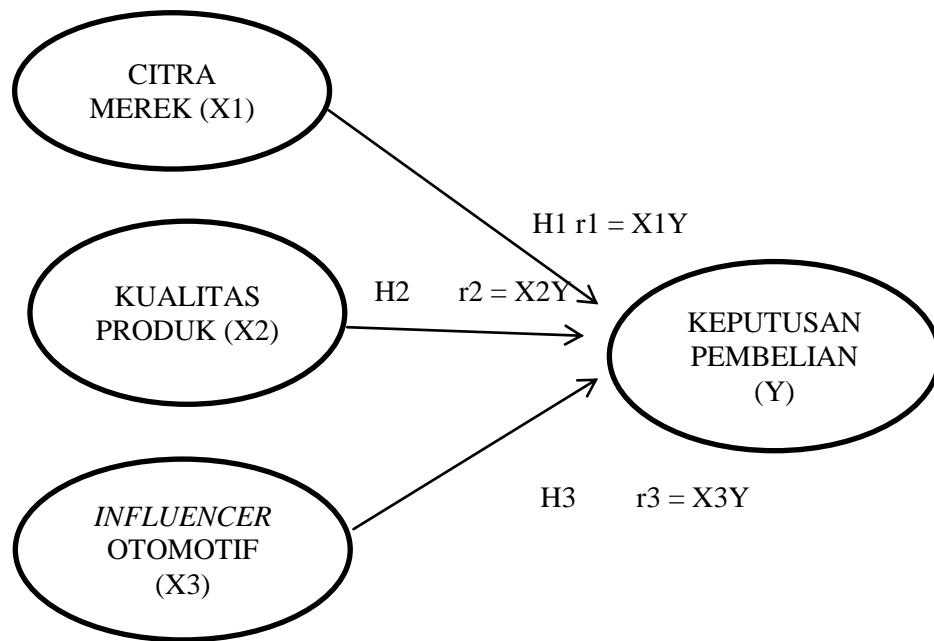 CITRA
MEREK (X1)
H1 r1 = X1Y
KUALITAS
PRODUK (X2)
H2 r2 = X2Y
KEPUTUSAN
PEMBELIAN
(Y)
INFLUENCER
OTOMOTIF
(X3)
H3 r3 = X3Y